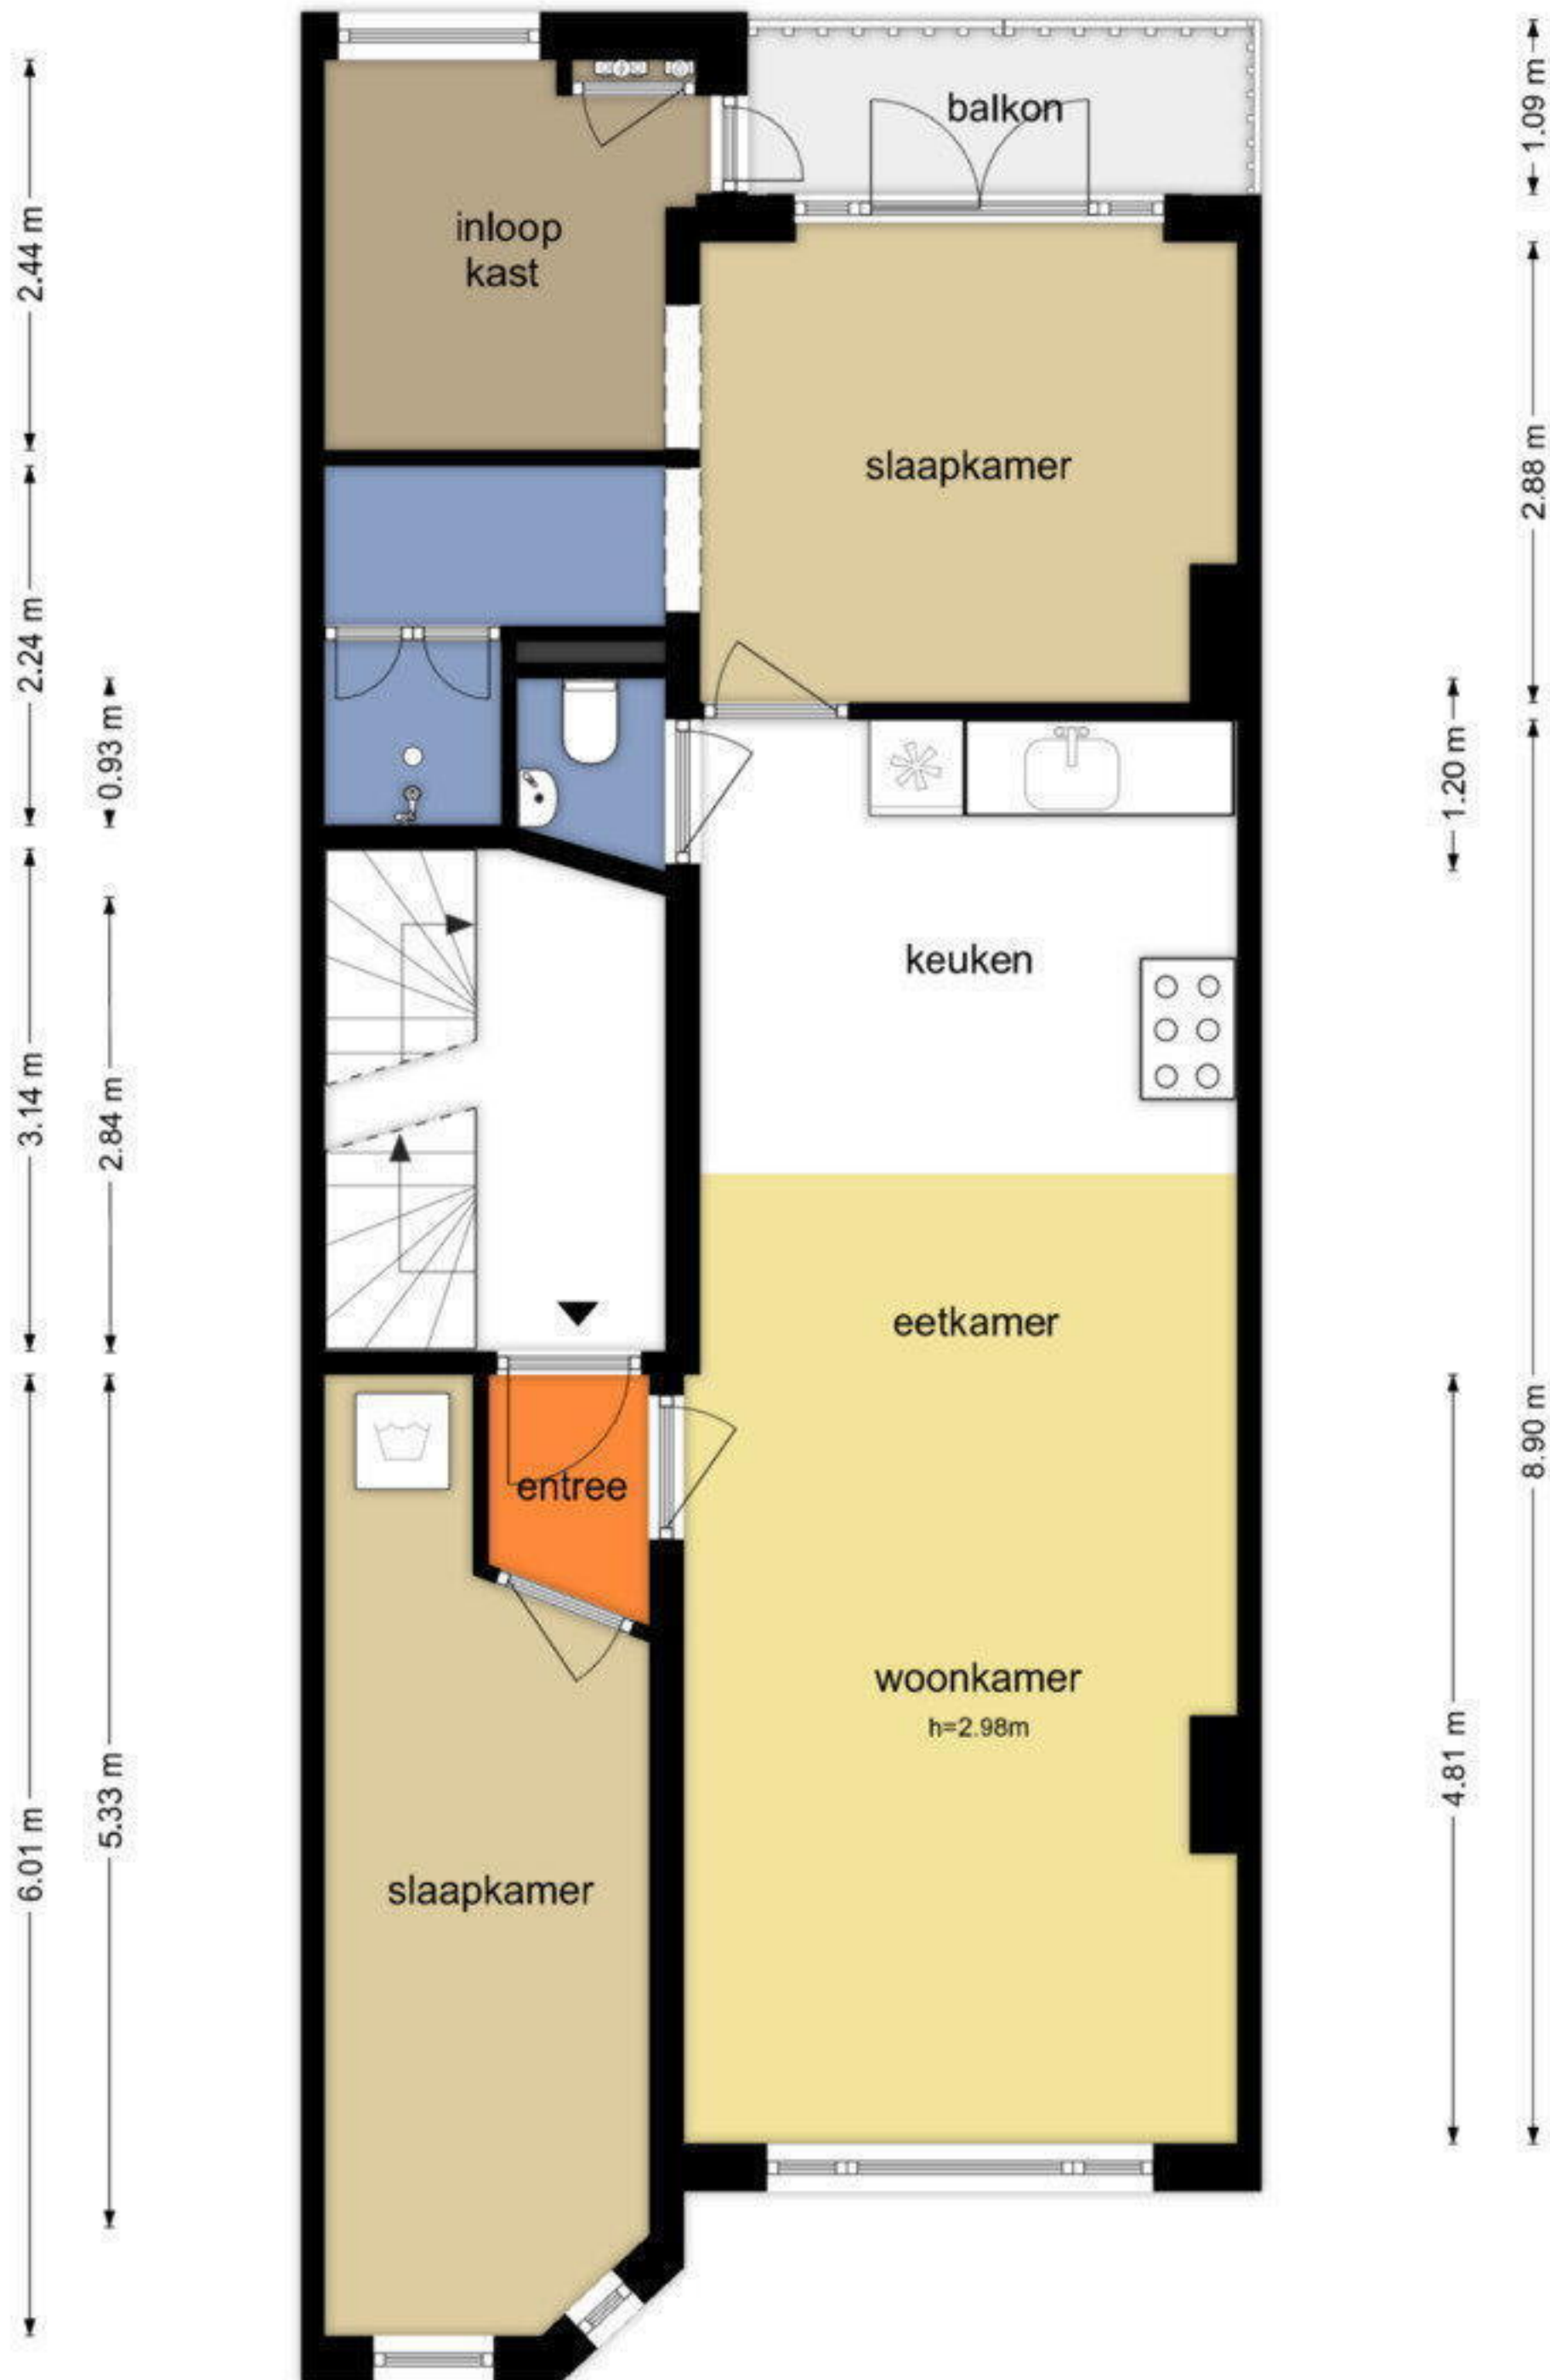 balkon
1.09 m
inloop
kast
2.44 m
slaapkamer
2.88 m
2.24 m
0.93 m
1.20 m
keuken
3.14 m
2.84 m
eetkamer
8.90 m
entree
woonkamer
h=2.98m
4.81 m
5.33 m
6.01 m
slaapkamer